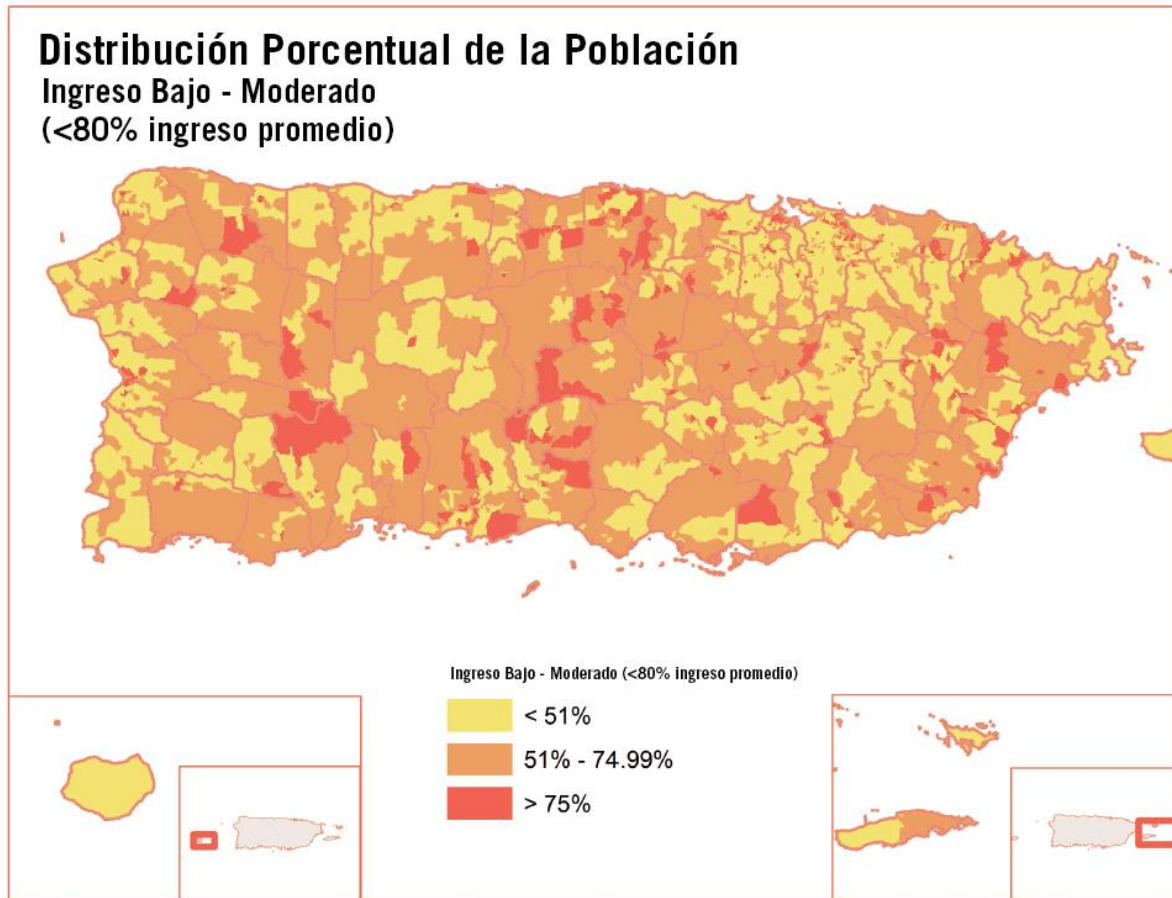 Distribución Porcentual de la Población
Ingreso Bajo - Moderado
(<80% ingreso promedio)
Ingreso Bajo - Moderado (<80% ingreso promedio)
< 51%
51% - 74.99%
> 75%